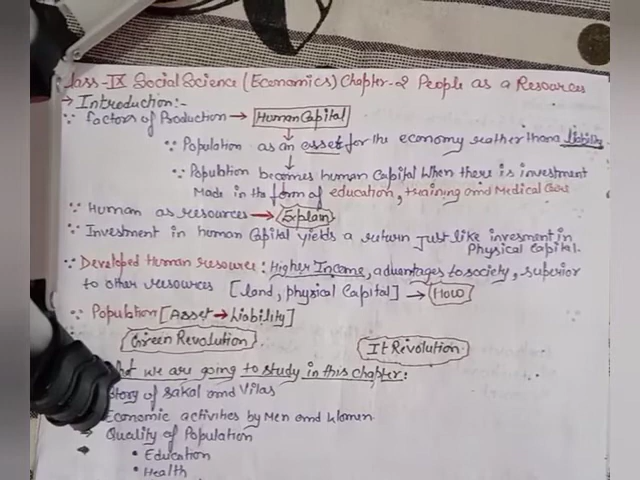 lass-IX Social Science (Economics) Chapter-2 People as a Resources
→ Introduction:-
∵ Factors of Production → Human Capital
∵ Population as an asset for the economy rather than a liability.
∵ Population becomes human Capital When there is investment
Made in the form of education, training and Medical Care
∵ Human as resources → Explain
∵ Investment in human Capital yields a return Just like invesment in
Physical Capital.
∵ Developed Human resource: Higher Income, advantages to society, superior
to other resources [land, physical Capital] → How
∵ Population [Asset → Liability]
Green Revolution It Revolution
we are going to study in this chapter:
story of Sakal and Vilas
Economic activities by Men and Women
→ Quality of Population
• Education
• Health